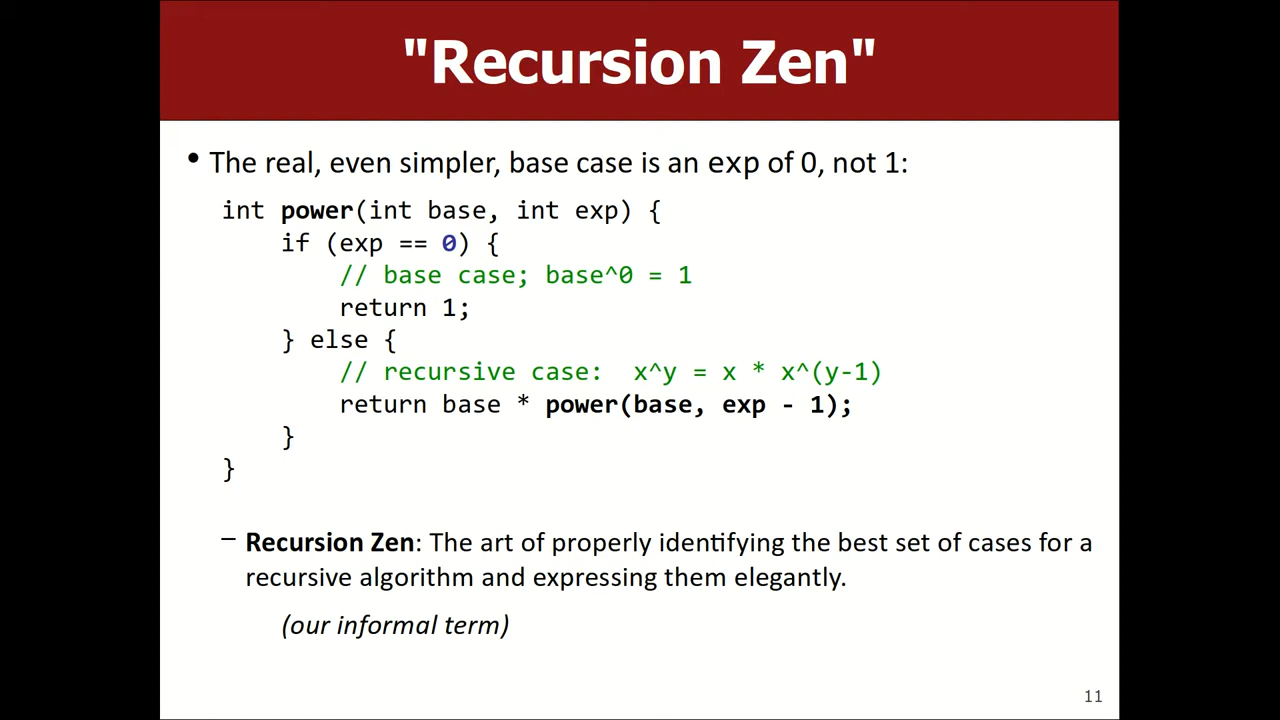 "Recursion Zen"
• The real, even simpler, base case is an exp of 0, not 1:
int power(int base, int exp) {
    if (exp == 0) {
        // base case; base^0 = 1
        return 1;
    } else {
        // recursive case:  x^y = x * x^(y-1)
        return base * power(base, exp - 1);
    }
}
– Recursion Zen: The art of properly identifying the best set of cases for a
recursive algorithm and expressing them elegantly.
(our informal term)
11